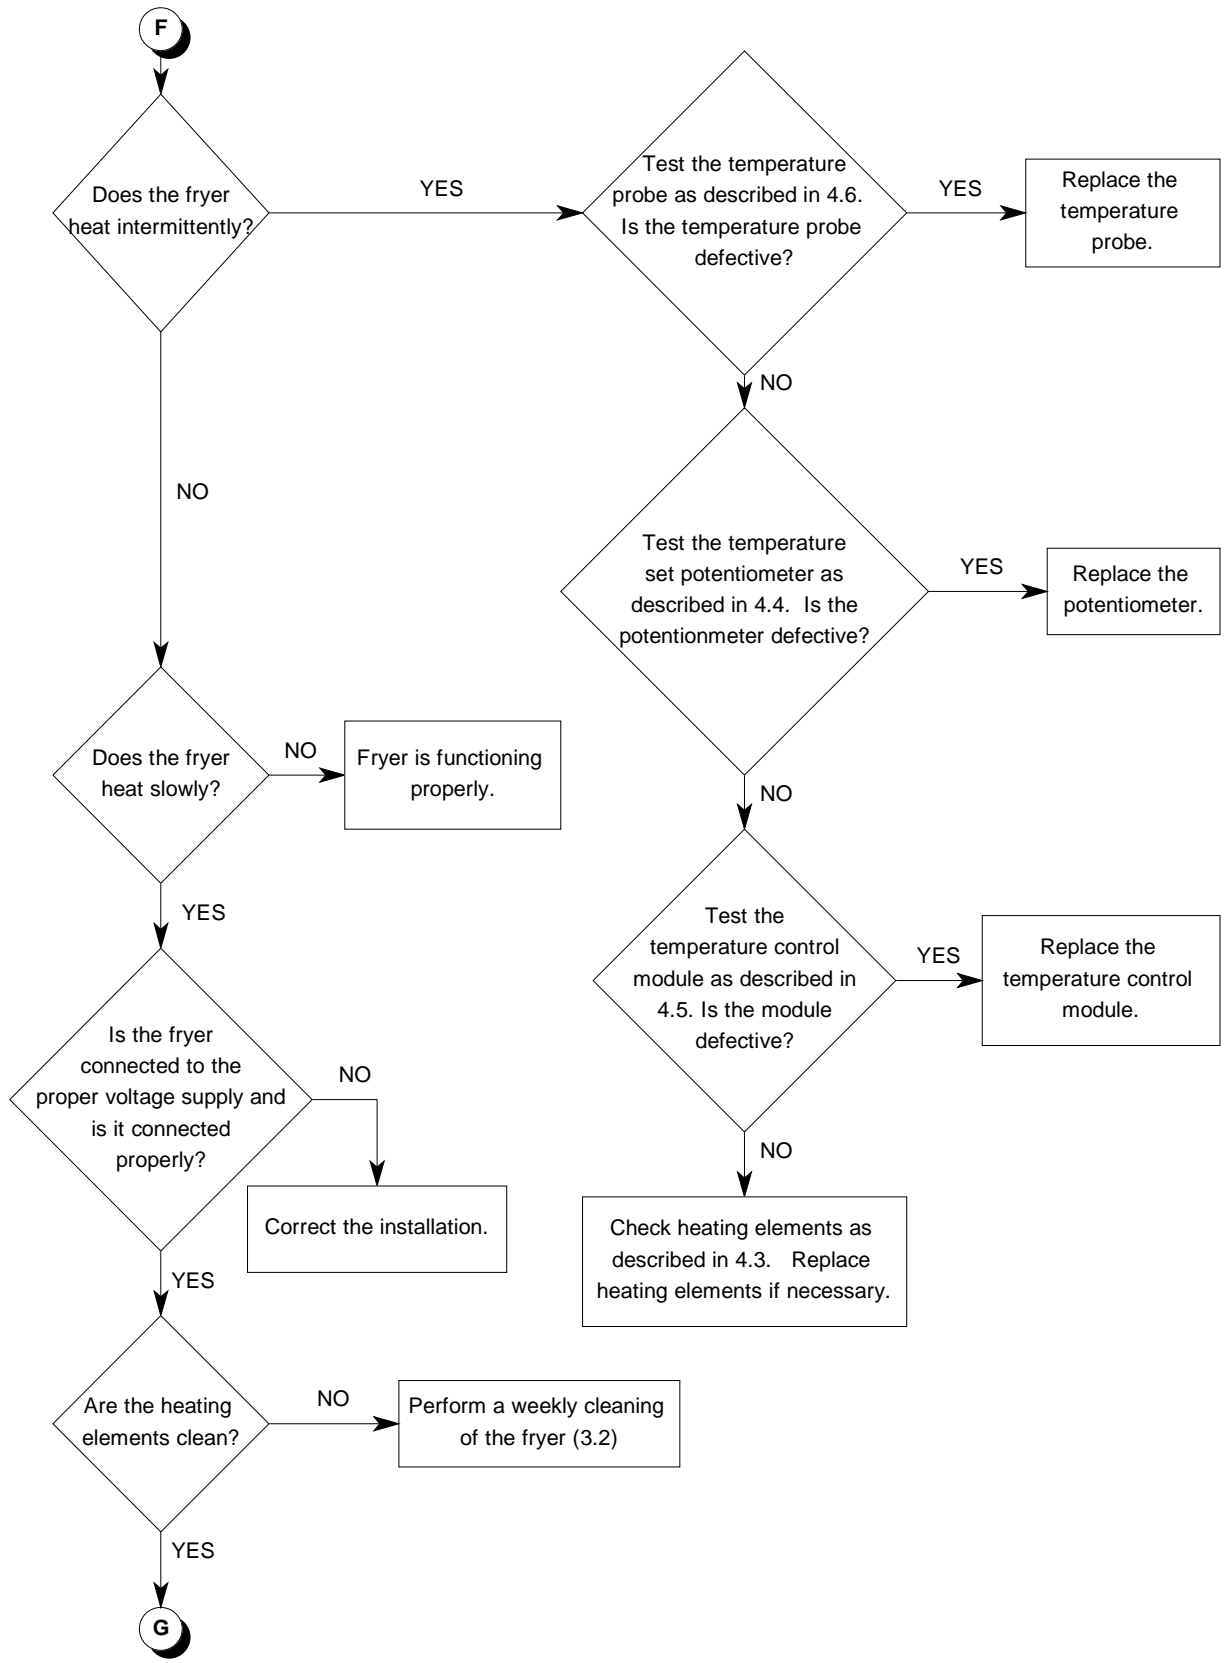 F
Does the fryer
heat intermittently?
YES
Test the temperature
probe as described in 4.6.
Is the temperature probe
defective?
YES
Replace the
temperature
probe.
NO
NO
Test the temperature
set potentiometer as
described in 4.4. Is the
potentionmeter defective?
YES
Replace the
potentiometer.
NO
Does the fryer
heat slowly?
NO
Fryer is functioning
properly.
YES
Test the
temperature control
module as described in
4.5. Is the module
defective?
YES
Replace the
temperature control
module.
NO
Is the fryer
connected to the
proper voltage supply and
is it connected
properly?
NO
Correct the installation.
Check heating elements as
described in 4.3. Replace
heating elements if necessary.
YES
Are the heating
elements clean?
NO
Perform a weekly cleaning
of the fryer (3.2)
YES
G